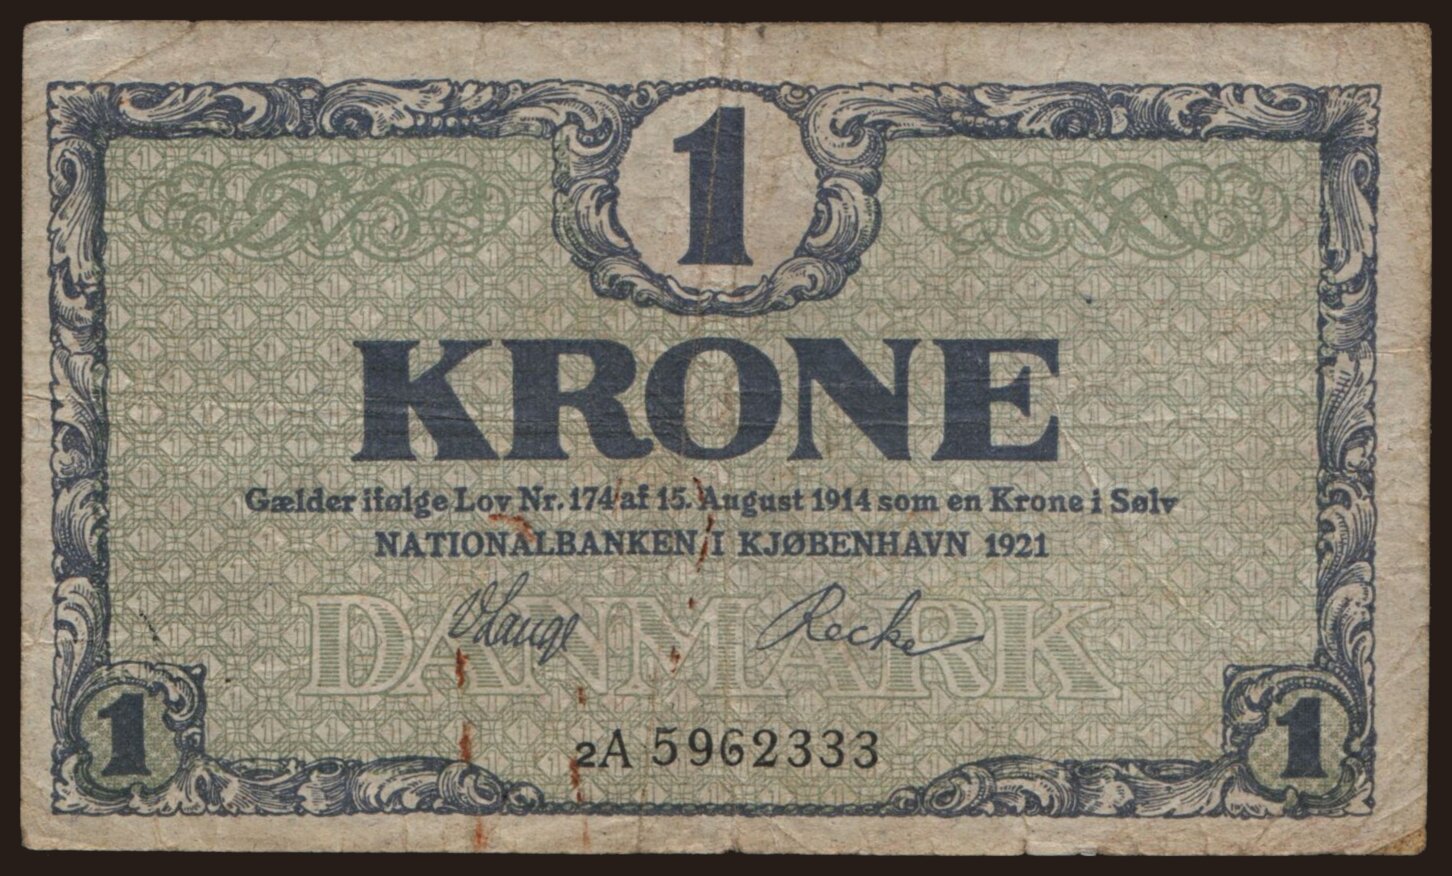 1
KRONE
Gælder ifølge Lov Nr. 174 af 15. August 1914 som en Krone i Sølv
NATIONALBANKEN I KJØBENHAVN 1921
DANMARK
VLange Recke
1 1
2A 5962333